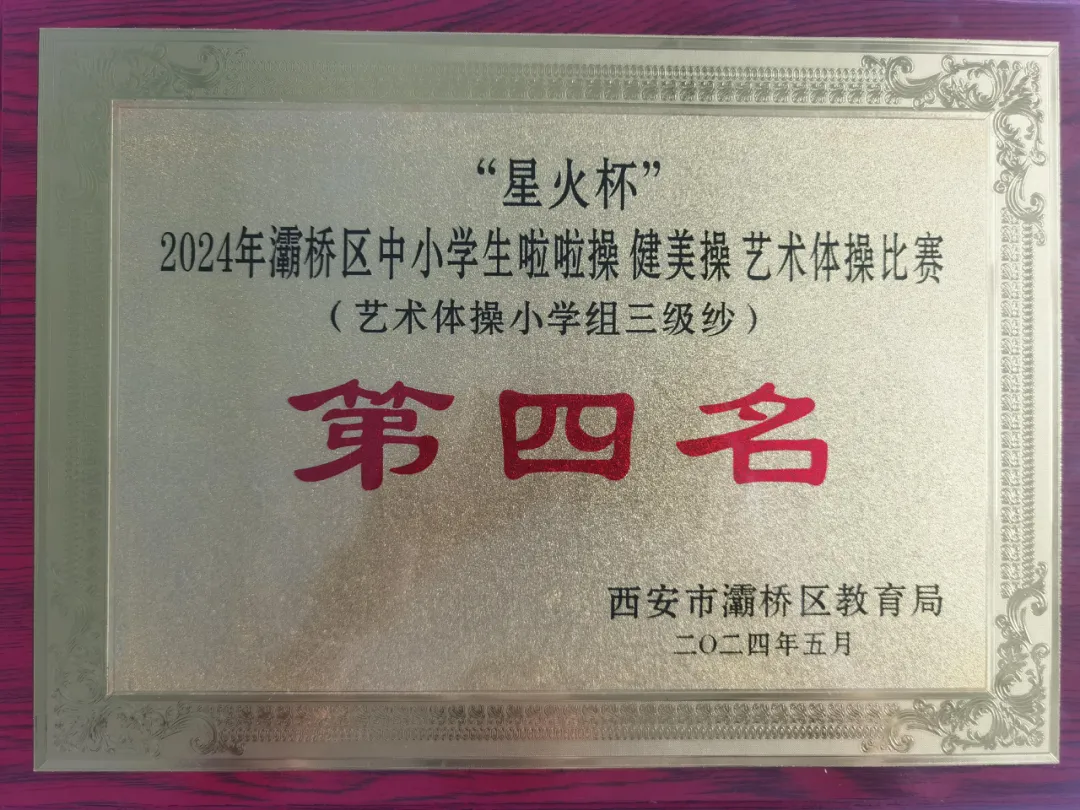 “星火杯”
2024年灞桥区中小学生啦啦操 健美操 艺术体操比赛
（艺术体操小学组三级纱）
第四名
西安市灞桥区教育局
二〇二四年五月